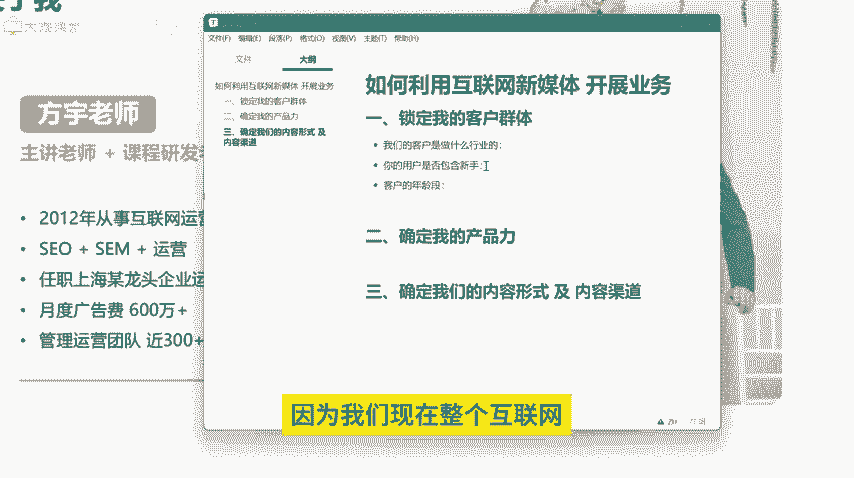 方宇老师
主讲老师 + 课程研发
2012年从事互联网运营
SEO + SEM + 运营
任职上海某龙头企业运
月度广告费 600万+
管理运营团队 近300+
文件(F) 编辑(E) 段落(P) 格式(O) 视图(V) 主题(T) 帮助(H)
文件 大纲
如何利用互联网新媒体 开展业务
一、锁定我的客户群体
二、确定我的产品力
三、确定我们的内容形式 及
内容渠道
如何利用互联网新媒体 开展业务
一、锁定我的客户群体
我们的客户是做什么行业的:
你的用户是否包含新手:
客户的年龄段:
二、确定我的产品力
三、确定我们的内容形式 及 内容渠道
因为我们现在整个互联网